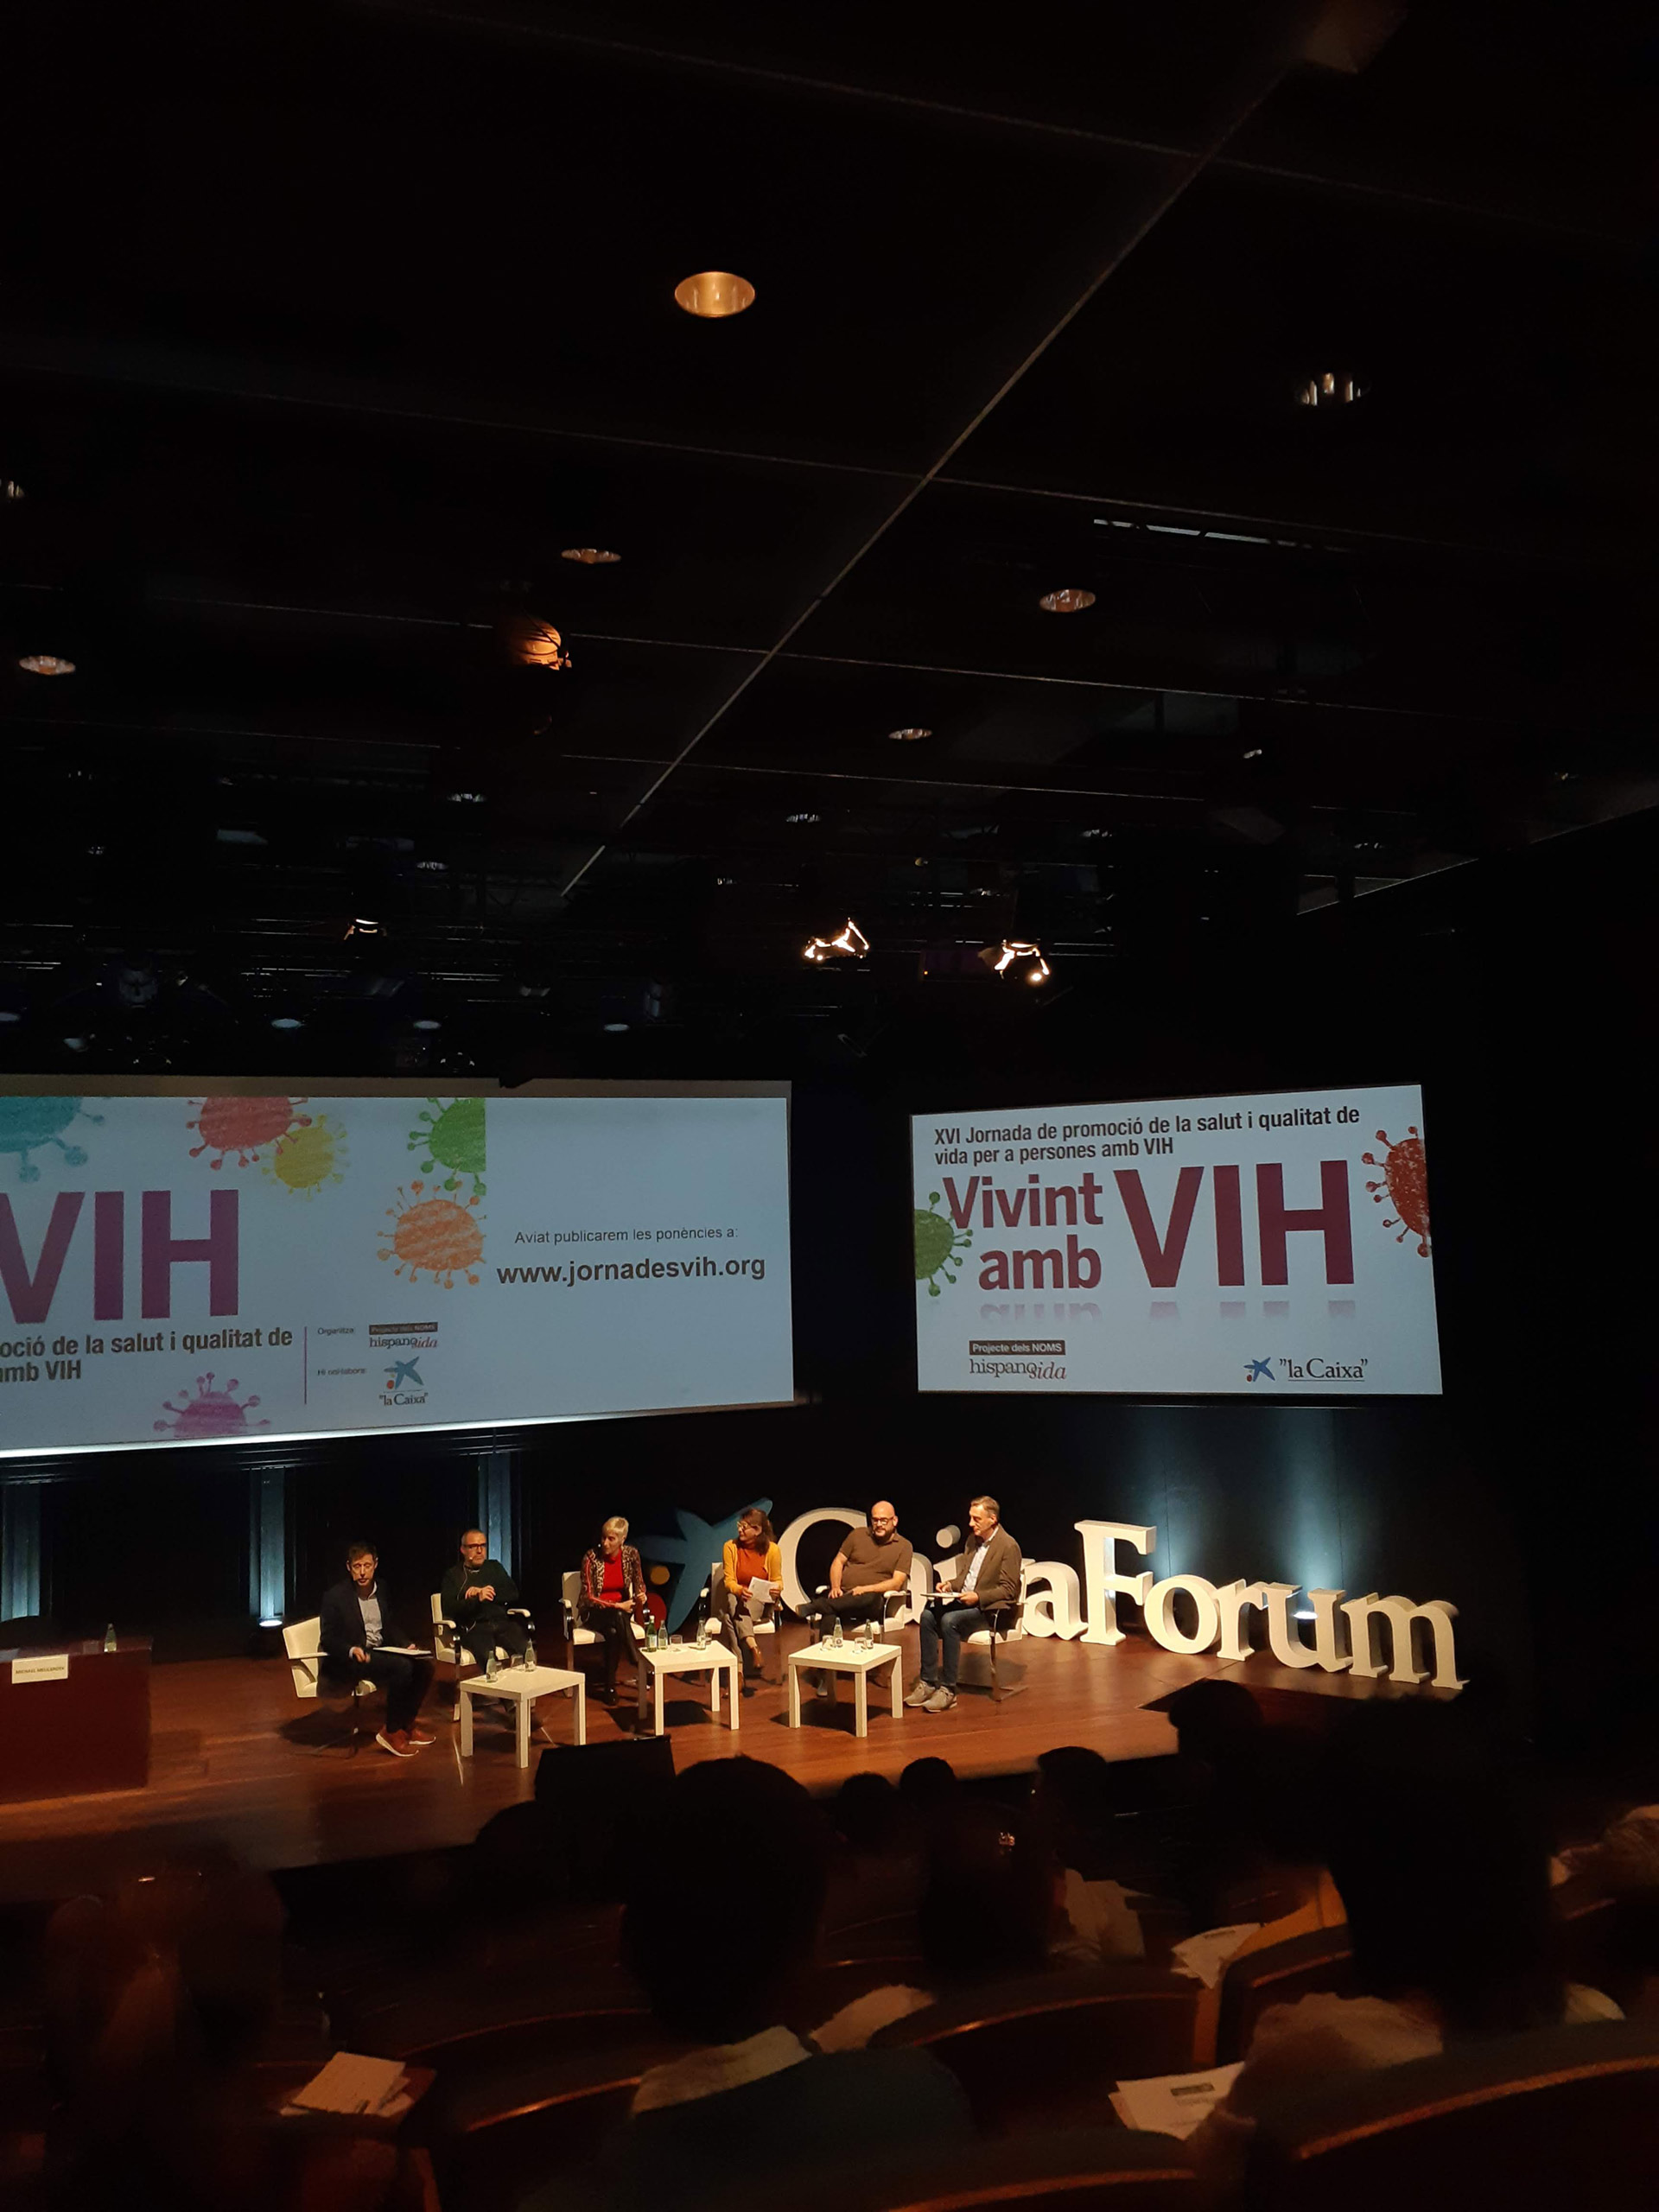 VIH
oció de la salut i qualitat de
amb VIH
Organitza:
Projecte dels NOMS
hispanosida
Hi col·labora:
"la Caixa"
Aviat publicarem les ponències a:
www.jornadesvih.org
XVI Jornada de promoció de la salut i qualitat de
vida per a persones amb VIH
Vivint
amb
VIH
Projecte dels NOMS
hispanosida
"la Caixa"
CaixaForum